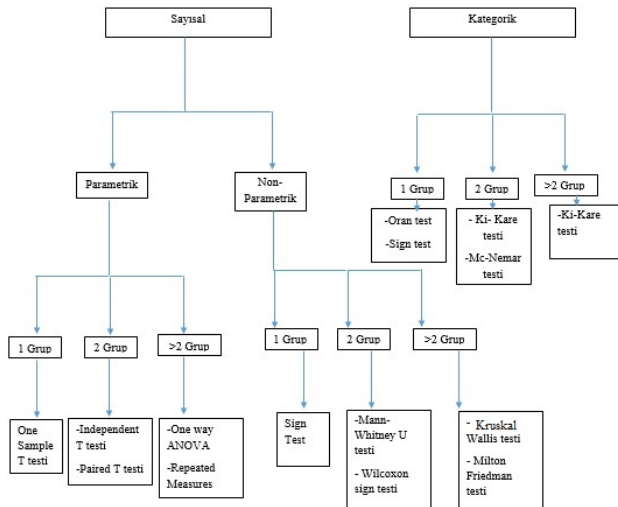 Sayısal
Kategorik
Parametrik
Non-
Parametrik
1 Grup
2 Grup
>2 Grup
-Oran test
-Sign test
- Ki- Kare
testi
-Mc-Nemar
testi
-Ki-Kare
testi
1 Grup
2 Grup
>2 Grup
1 Grup
2 Grup
>2 Grup
One
Sample
T testi
-Independent
T testi
-Paired T testi
-One way
ANOVA
-Repeated
Measures
Sign
Test
-Mann-
Whitney U
testi
- Wilcoxon
sign testi
- Kruskal
Wallis testi
- Milton
Friedman
testi